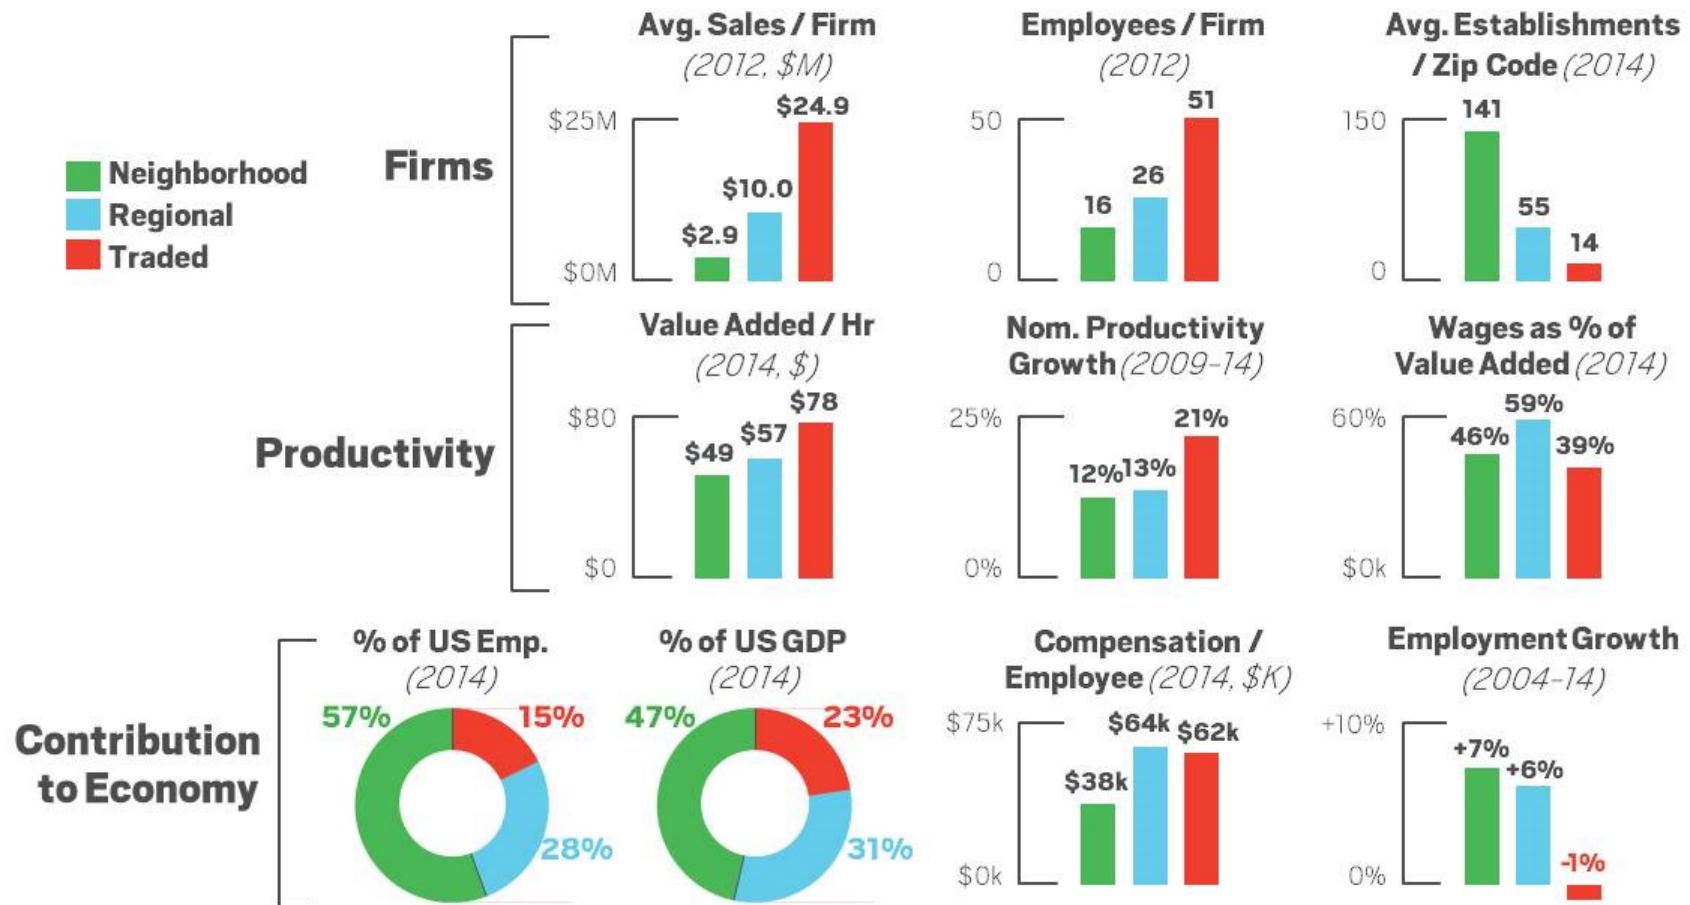 Neighborhood
Regional
Traded
Firms
Avg. Sales / Firm
(2012, $M)
$25M
$0M
$2.9
$10.0
$24.9
Employees / Firm
(2012)
50
0
16
26
51
Avg. Establishments
/ Zip Code (2014)
150
0
141
55
14
Productivity
Value Added / Hr
(2014, $)
$80
$0
$49
$57
$78
Nom. Productivity
Growth (2009-14)
25%
0%
12%
13%
21%
Wages as % of
Value Added (2014)
60%
$0k
46%
59%
39%
Contribution
to Economy
% of US Emp.
(2014)
57%
15%
28%
% of US GDP
(2014)
47%
23%
31%
Compensation /
Employee (2014, $K)
$75k
$0k
$38k
$64k
$62k
Employment Growth
(2004-14)
+10%
0%
+7%
+6%
-1%